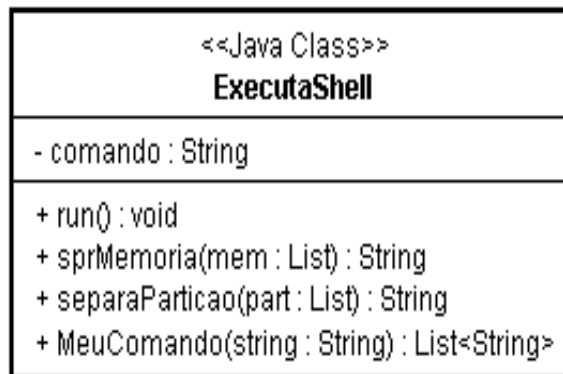 <<Java Class>>
ExecutaShell
- comando : String
+ run() : void
+ sprMemoria(mem : List) : String
+ separaParticao(part : List) : String
+ MeuComando(string : String) : List<String>